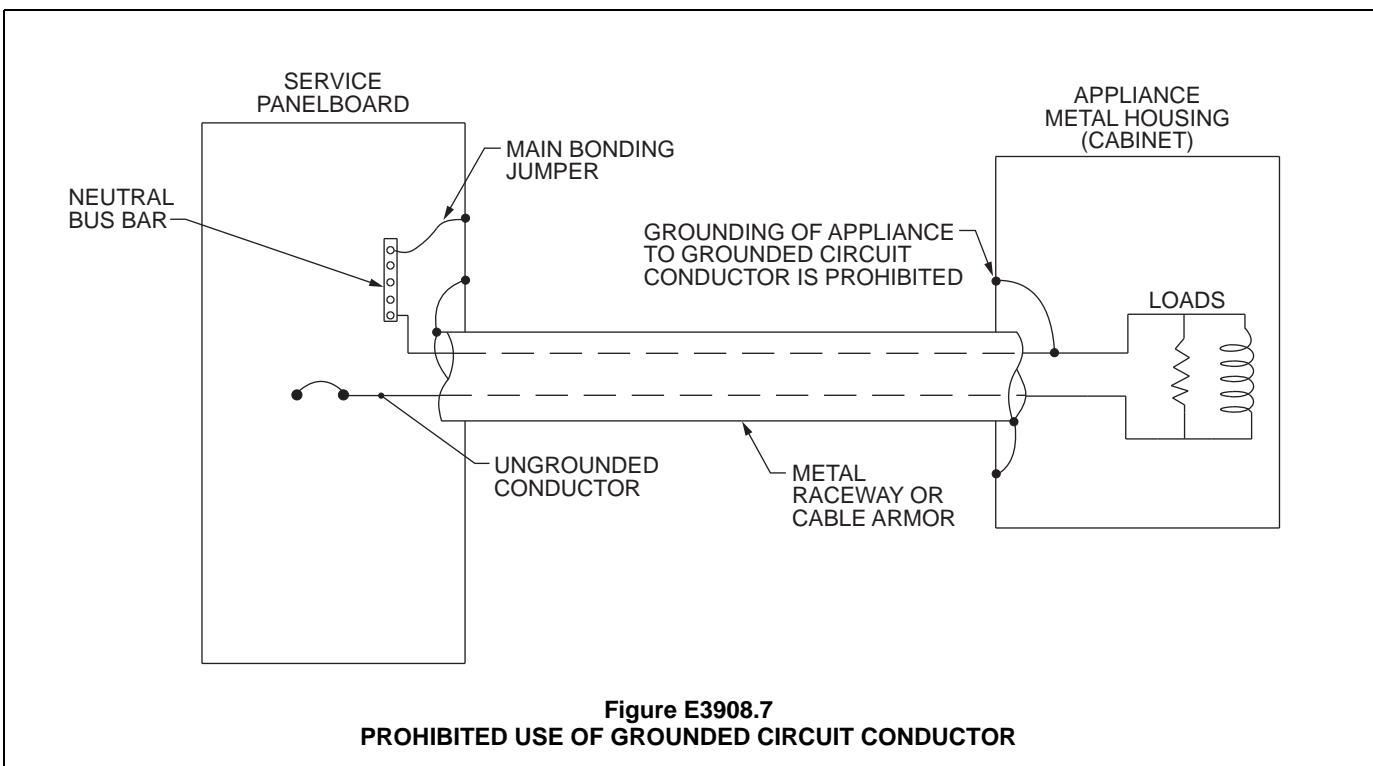 SERVICE
PANELBOARD
APPLIANCE
METAL HOUSING
(CABINET)
MAIN BONDING
JUMPER
NEUTRAL
BUS BAR
GROUNDING OF APPLIANCE
TO GROUNDED CIRCUIT
CONDUCTOR IS PROHIBITED
LOADS
UNGROUNDED
CONDUCTOR
METAL
RACEWAY OR
CABLE ARMOR
Figure E3908.7
PROHIBITED USE OF GROUNDED CIRCUIT CONDUCTOR